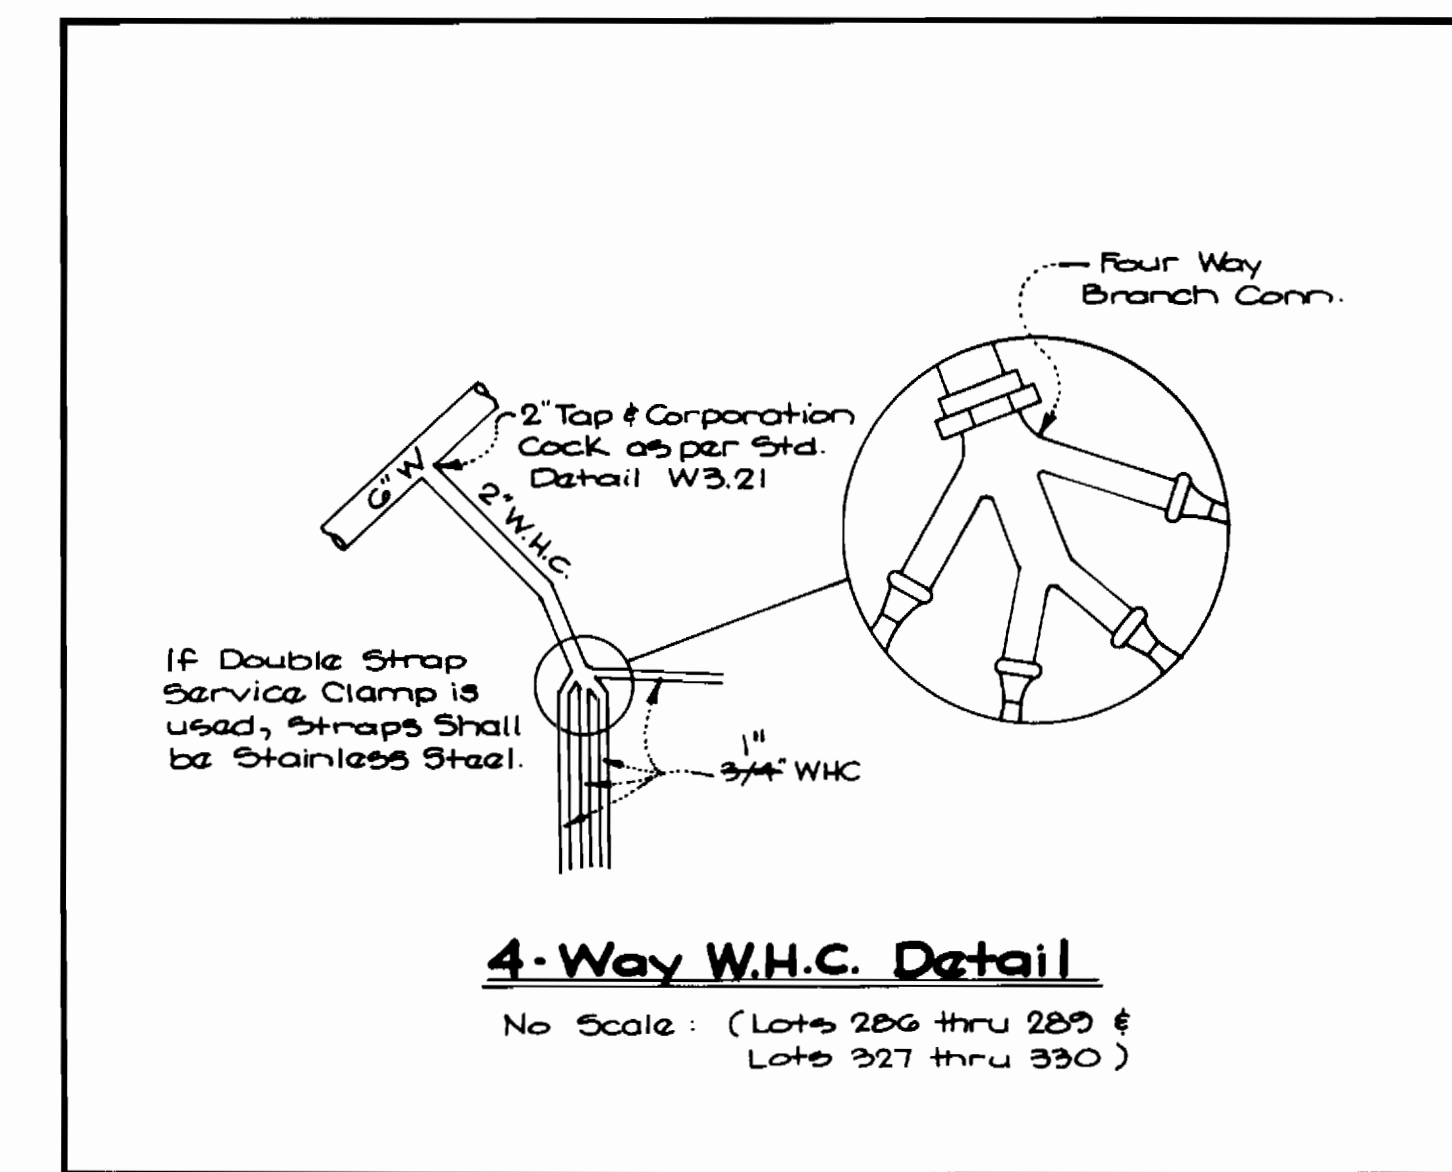 Four Way
Branch Conn.
2" Tap & Corporation
Cock as per Std.
Detail W3.21
6" W
2" W.H.C.
If Double Strap
Service Clamp is
used, Straps Shall
be Stainless Steel.
1"
3/4" WHC
4-Way W.H.C. Detail
No Scale: (Lots 286 thru 289 &
Lots 327 thru 330)